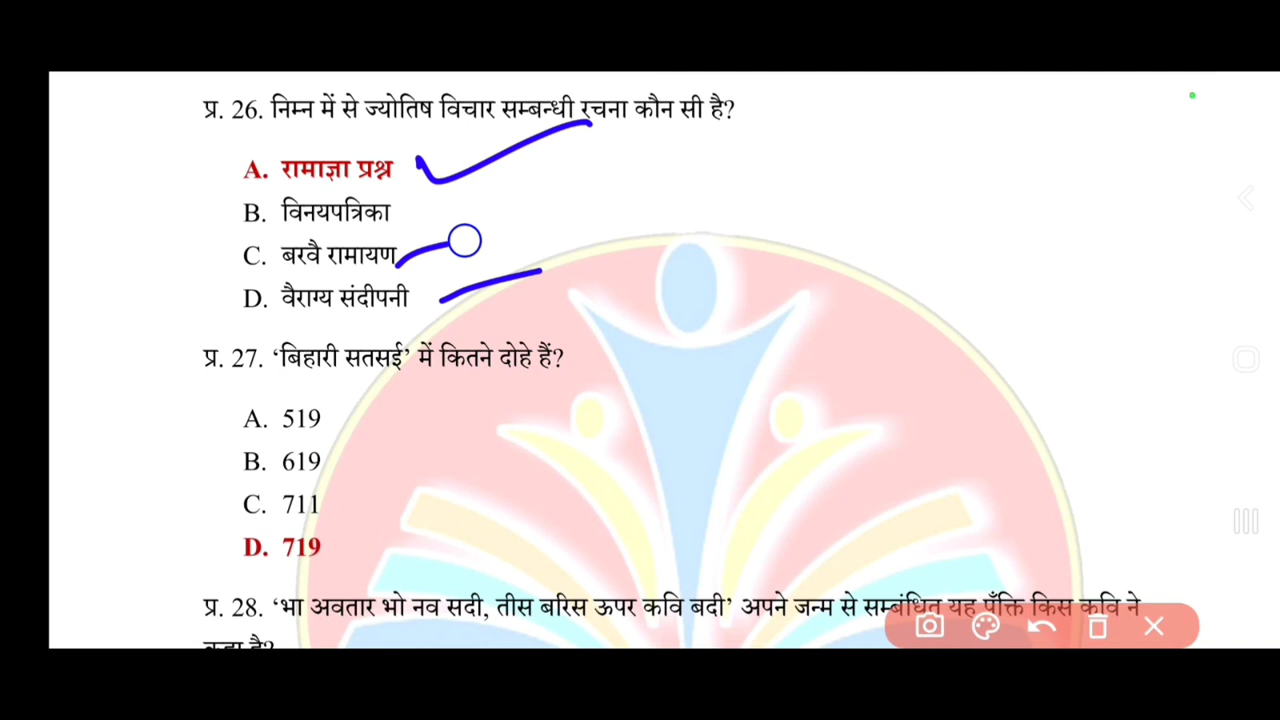 प्र. 26. निम्न में से ज्योतिष विचार सम्बन्धी रचना कौन सी है?
A. रामाज्ञा प्रश्न
B. विनयपत्रिका
C. बरवै रामायण
D. वैराग्य संदीपनी
प्र. 27. ‘बिहारी सतसई’ में कितने दोहे हैं?
A. 519
B. 619
C. 711
D. 719
प्र. 28. ‘भा अवतार भो नव सदी, तीस बरिस ऊपर कवि बदी’ अपने जन्म से सम्बंधित यह पँक्ति किस कवि ने